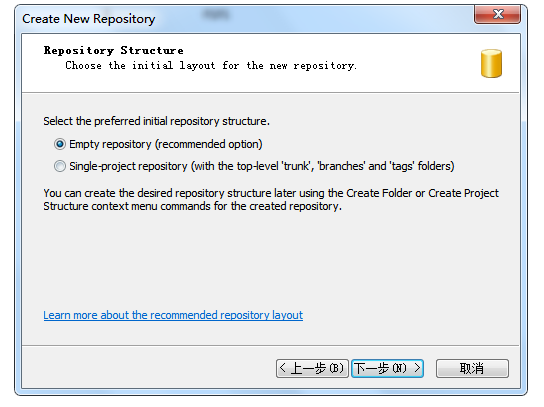 Create New Repository
Repository Structure
Choose the initial layout for the new repository.
Select the preferred initial repository structure.
Empty repository (recommended option)
Single-project repository (with the top-level 'trunk', 'branches' and 'tags' folders)
You can create the desired repository structure later using the Create Folder or Create Project
Structure context menu commands for the created repository.
Learn more about the recommended repository layout
< 上一步(B) 下一步(N) > 取消